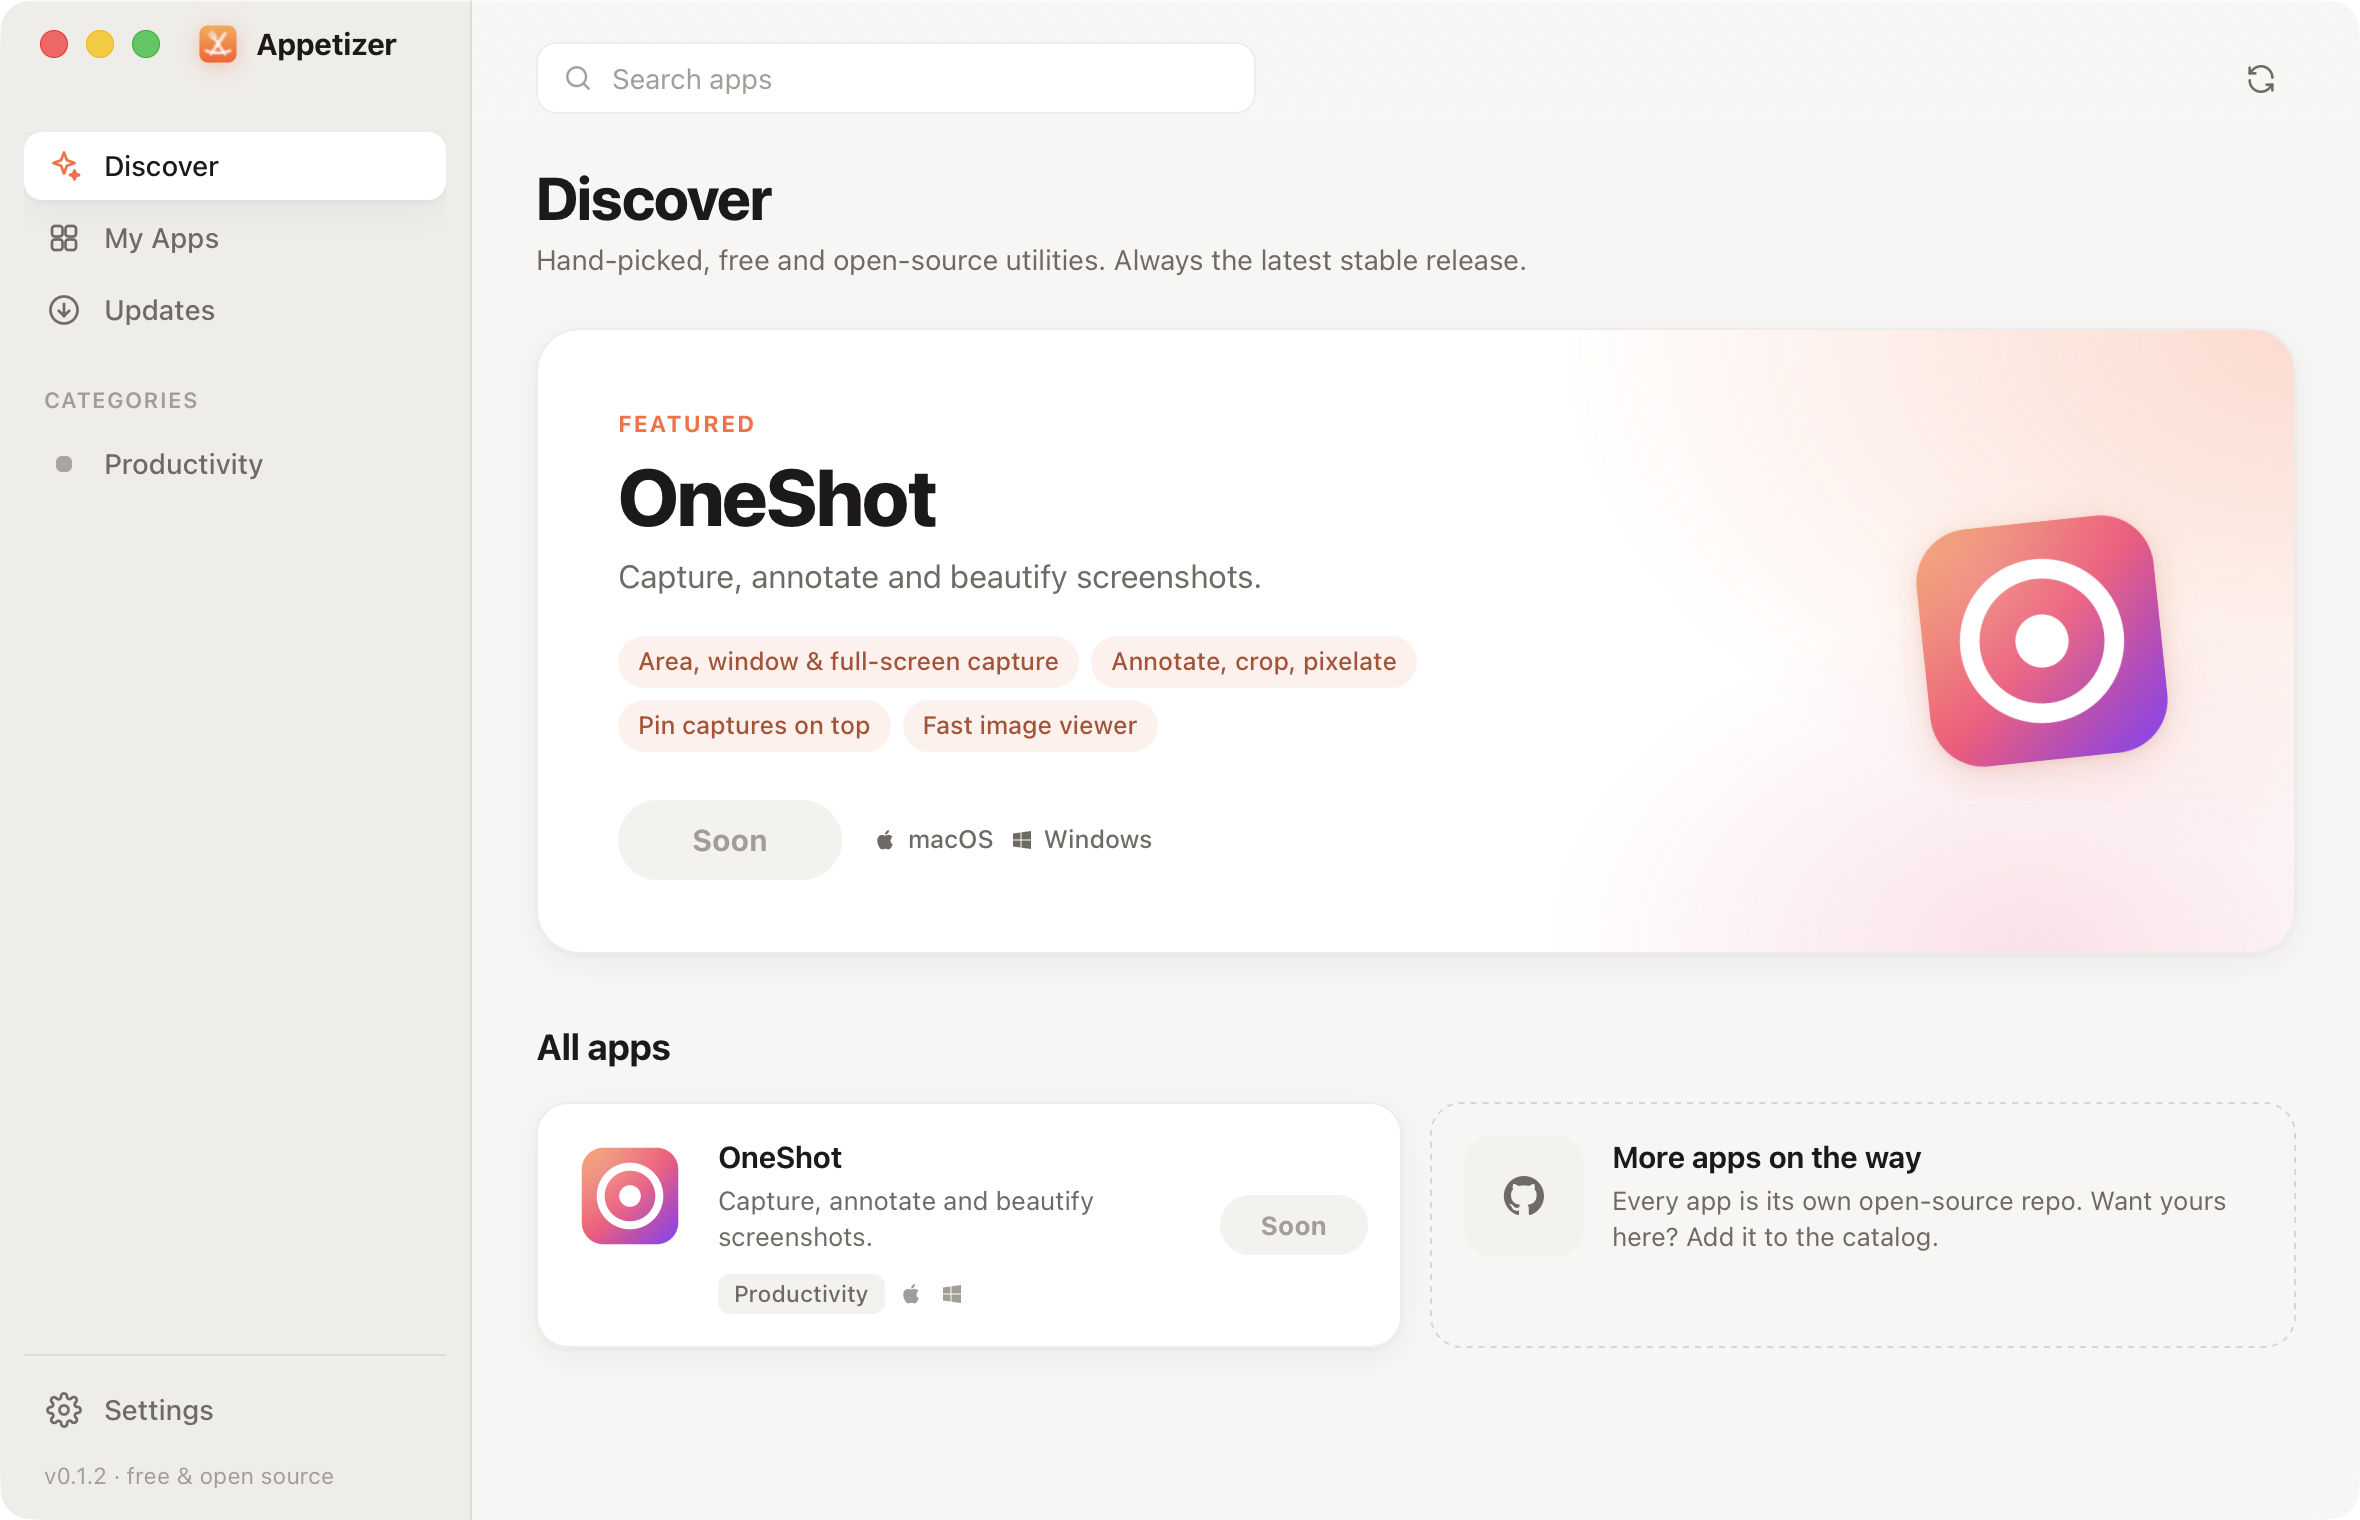 Appetizer
Discover
My Apps
Updates
CATEGORIES
Productivity
Settings
v0.1.2 · free & open source
Search apps
Discover
Hand-picked, free and open-source utilities. Always the latest stable release.
FEATURED
OneShot
Capture, annotate and beautify screenshots.
Area, window & full-screen capture
Annotate, crop, pixelate
Pin captures on top
Fast image viewer
Soon
macOS
Windows
All apps
OneShot
Capture, annotate and beautify
screenshots.
Productivity
Soon
More apps on the way
Every app is its own open-source repo. Want yours
here? Add it to the catalog.